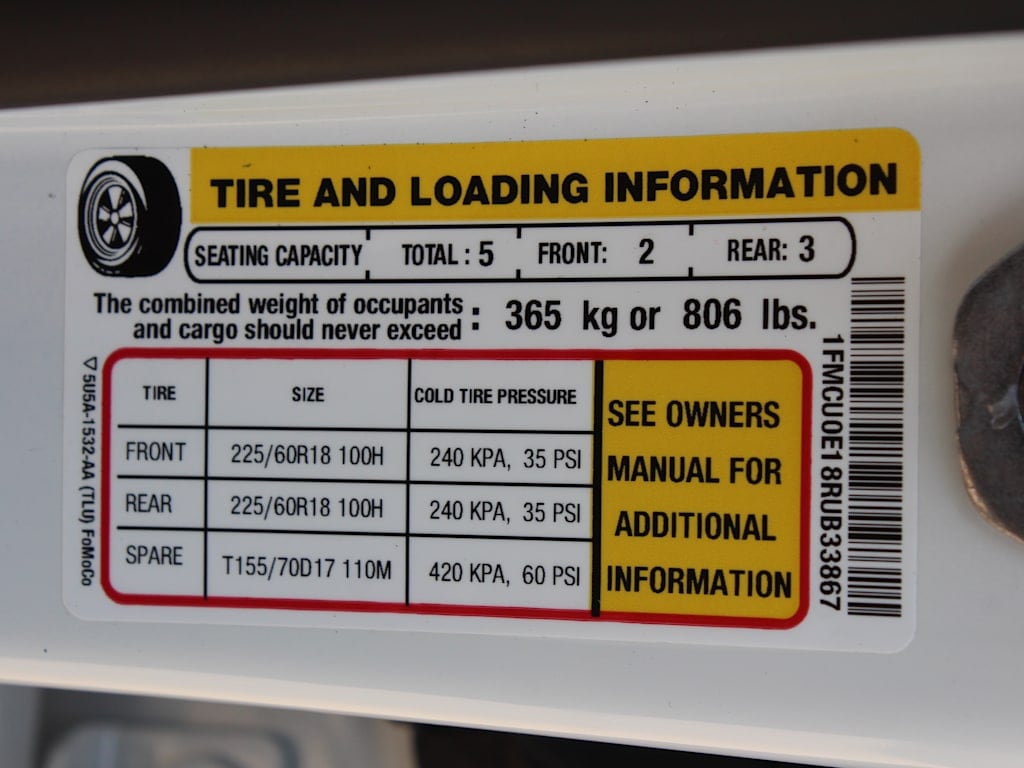 TIRE AND LOADING INFORMATION
SEATING CAPACITY TOTAL : 5 FRONT: 2 REAR: 3
The combined weight of occupants
and cargo should never exceed : 365 kg or 806 lbs.
TIRE SIZE COLD TIRE PRESSURE
FRONT 225/60R18 100H 240 KPA, 35 PSI
REAR 225/60R18 100H 240 KPA, 35 PSI
SPARE T155/70D17 110M 420 KPA, 60 PSI
SEE OWNERS
MANUAL FOR
ADDITIONAL
INFORMATION
5U5A-1532-AA (TLU) FoMoCo
1FMCU0E18RUB33867